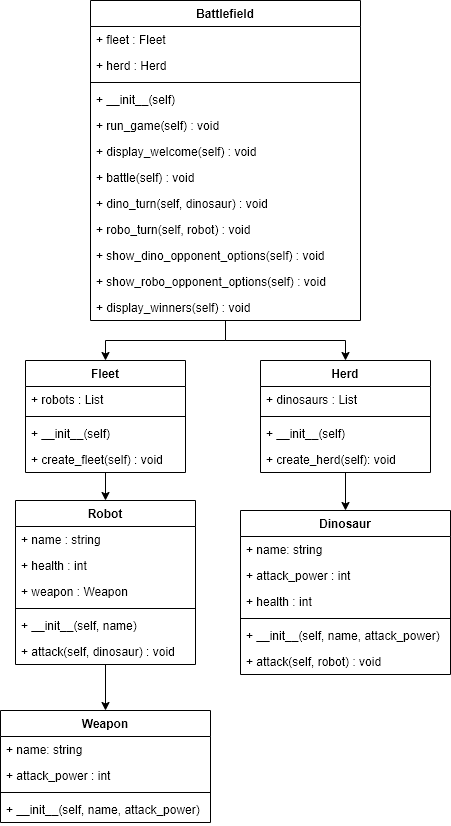 Battlefield
+ fleet : Fleet
+ herd : Herd
+ __init__(self)
+ run_game(self) : void
+ display_welcome(self) : void
+ battle(self) : void
+ dino_turn(self, dinosaur) : void
+ robo_turn(self, robot) : void
+ show_dino_opponent_options(self) : void
+ show_robo_opponent_options(self) : void
+ display_winners(self) : void
Fleet
+ robots : List
+ __init__(self)
+ create_fleet(self) : void
Herd
+ dinosaurs : List
+ __init__(self)
+ create_herd(self): void
Robot
+ name : string
+ health : int
+ weapon : Weapon
+ __init__(self, name)
+ attack(self, dinosaur) : void
Dinosaur
+ name: string
+ attack_power : int
+ health : int
+ __init__(self, name, attack_power)
+ attack(self, robot) : void
Weapon
+ name: string
+ attack_power : int
+ __init__(self, name, attack_power)